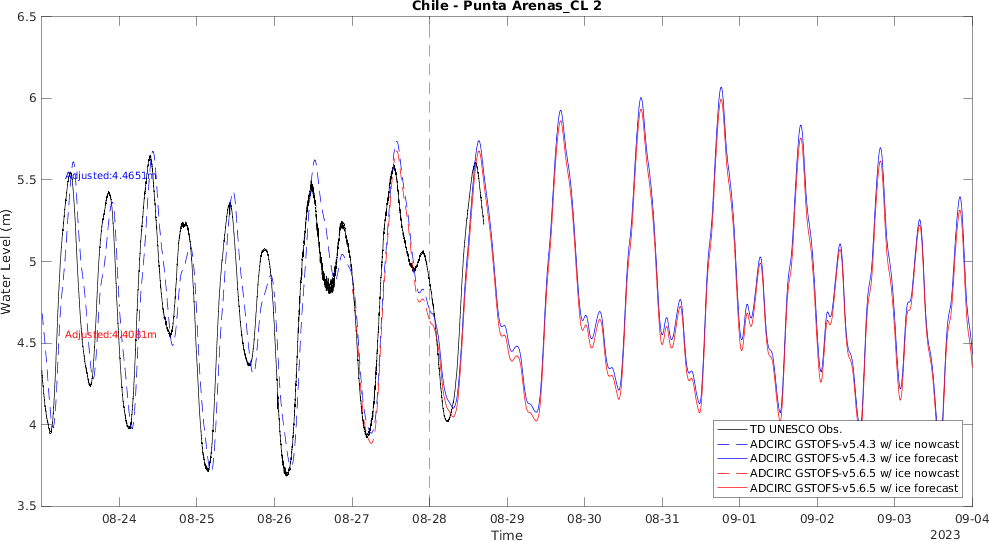 Chile - Punta Arenas_CL 2
6.5
6
5.5
5
4.5
4
3.5
Water Level (m)
Adjusted:4.4651m
Adjusted:4.4081m
TD UNESCO Obs.
ADCIRC GSTOFS-v5.4.3 w/ ice nowcast
ADCIRC GSTOFS-v5.4.3 w/ ice forecast
ADCIRC GSTOFS-v5.6.5 w/ ice nowcast
ADCIRC GSTOFS-v5.6.5 w/ ice forecast
08-24 08-25 08-26 08-27 08-28 08-29 08-30 08-31 09-01 09-02 09-03 09-04
Time
2023